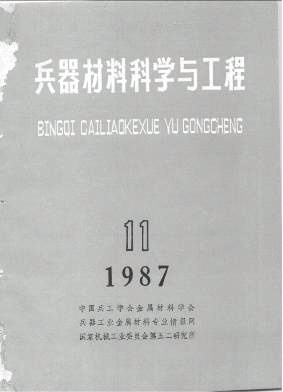 兵器材料科学与工程
BINGQI CAILIAOKEXUE YU GONGCHENG
11
1987
中国兵工学会金属材料学会
兵器工业金属材料专业情报网
国家机械工业委员会第五二研究所